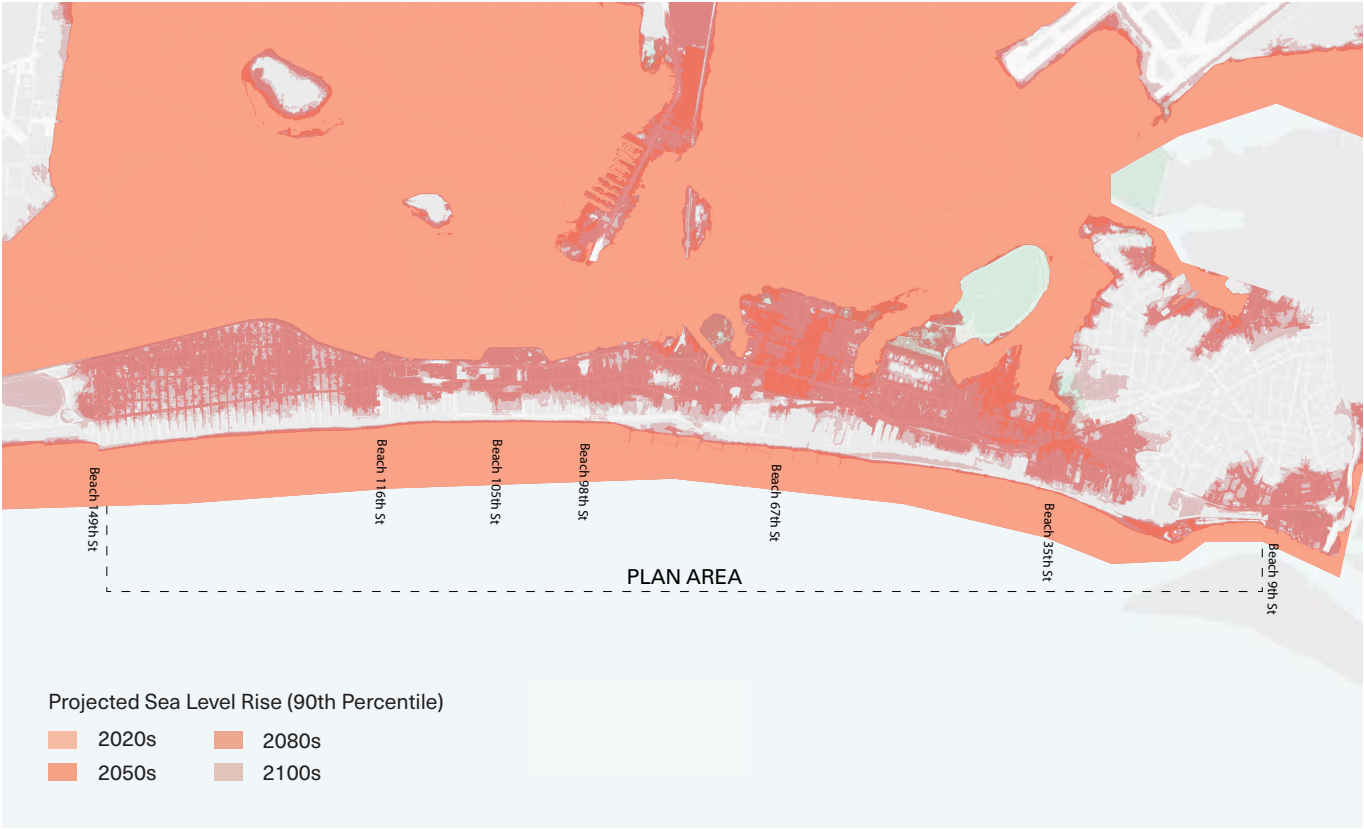 Beach 149th St
Beach 116th St
Beach 105th St
Beach 98th St
Beach 67th St
Beach 35th St
Beach 9th St
PLAN AREA
Projected Sea Level Rise (90th Percentile)
2020s
2080s
2050s
2100s